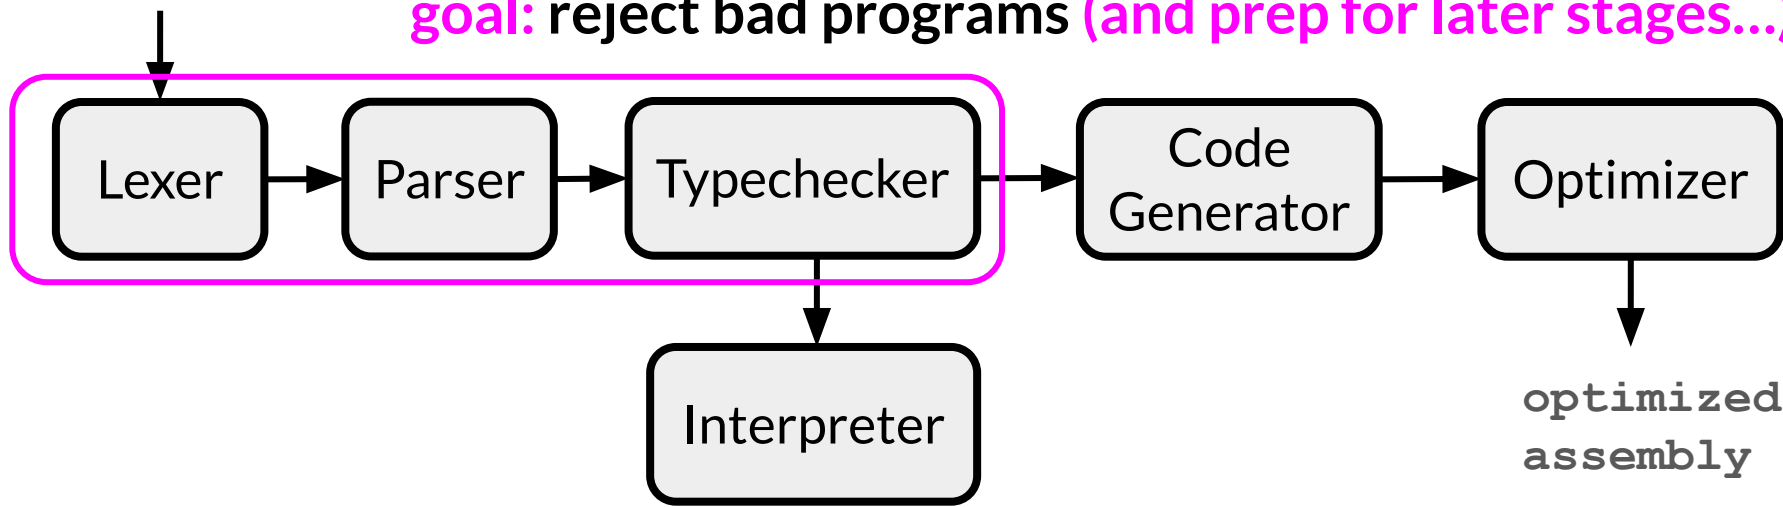 goal: reject bad programs (and prep for later stages...)
Lexer
Parser
Typechecker
Code
Generator
Optimizer
Interpreter
optimized
assembly